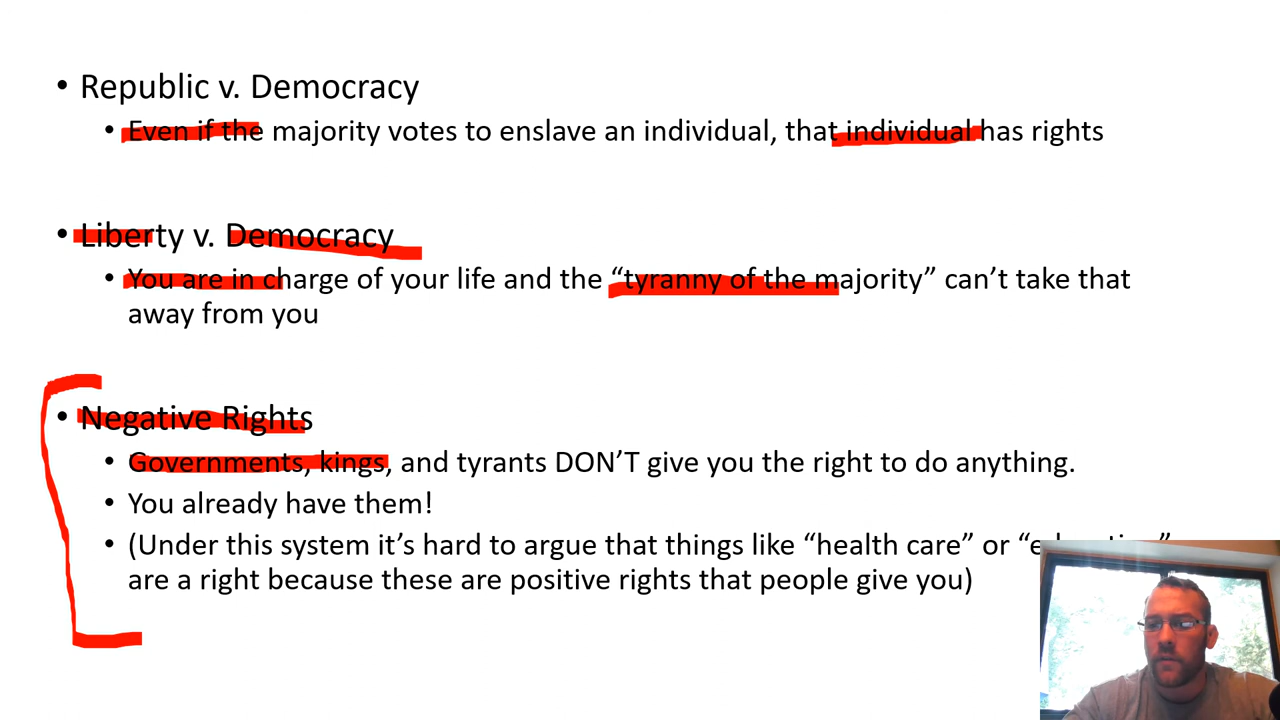 • Republic v. Democracy
• Even if the majority votes to enslave an individual, that individual has rights
• Liberty v. Democracy
• You are in charge of your life and the “tyranny of the majority” can’t take that
away from you
• Negative Rights
• Governments, kings, and tyrants DON’T give you the right to do anything.
• You already have them!
• (Under this system it’s hard to argue that things like “health care” or
are a right because these are positive rights that people give you)